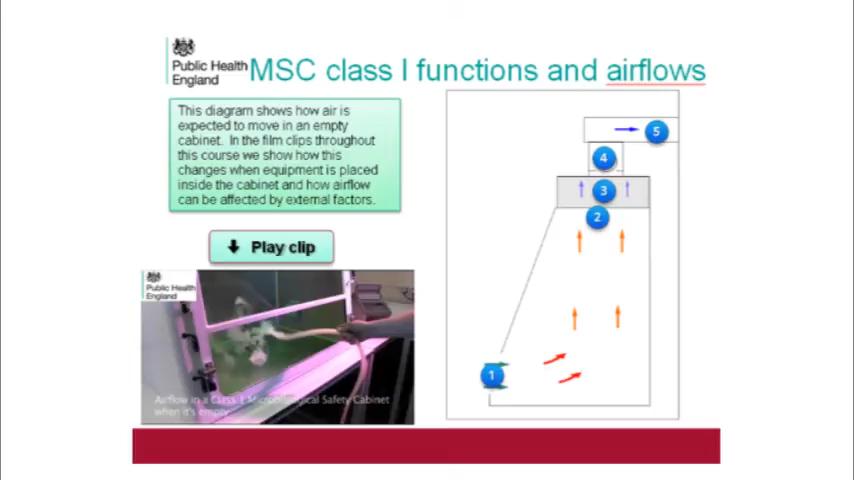 Public Health
England
MSC class I functions and airflows
This diagram shows how air is
expected to move in an empty
cabinet. In the film clips throughout
this course we show how this
changes when equipment is placed
inside the cabinet and how airflow
can be affected by external factors.
Play clip
Public Health
England
Airflow in a Class I Microbiological Safety Cabinet
when it's empty
5
4
3
2
1